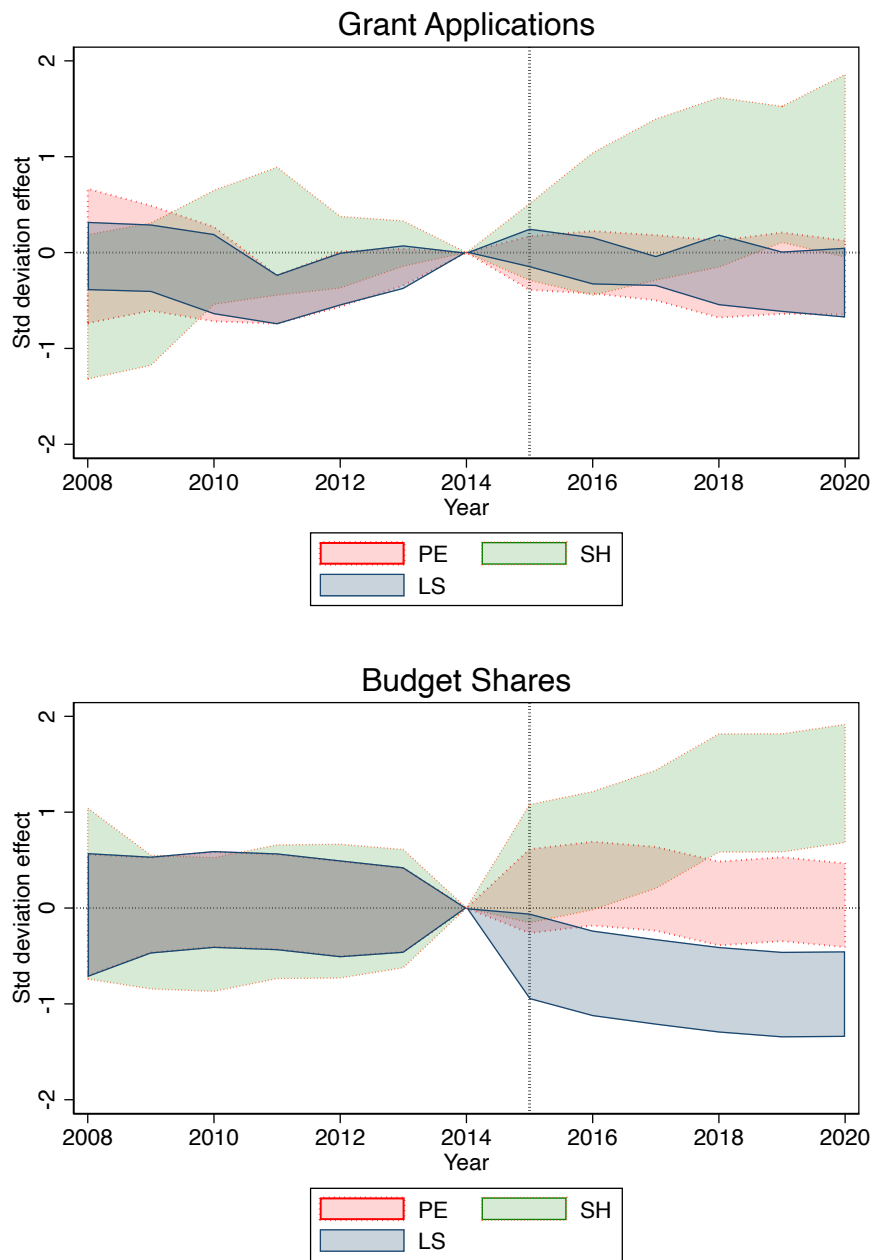 Grant Applications
Std deviation effect
2
1
0
-1
-2
2008 2010 2012 2014 2016 2018 2020
Year
PE SH
LS
Budget Shares
Std deviation effect
2
1
0
-1
-2
2008 2010 2012 2014 2016 2018 2020
Year
PE SH
LS